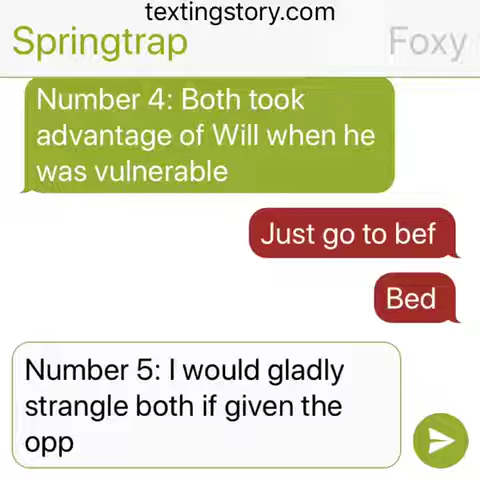 textingstory.com
Springtrap
Foxy
Number 4: Both took
advantage of Will when he
was vulnerable
Just go to bef
Bed
Number 5: I would gladly
strangle both if given the
opp